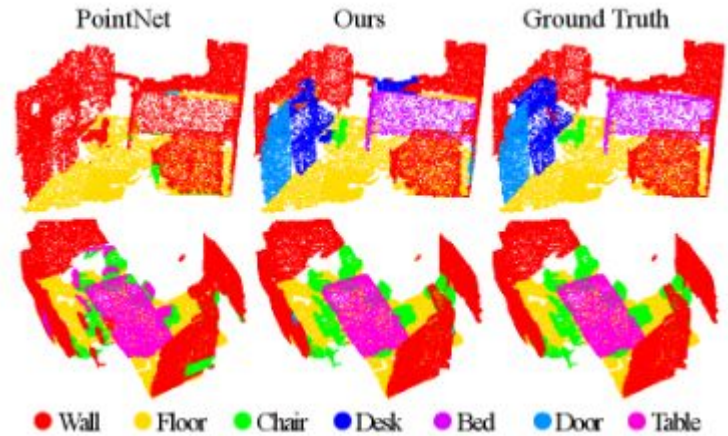 PointNet Ours Ground Truth
Wall Floor Chair Desk Bed Door Table